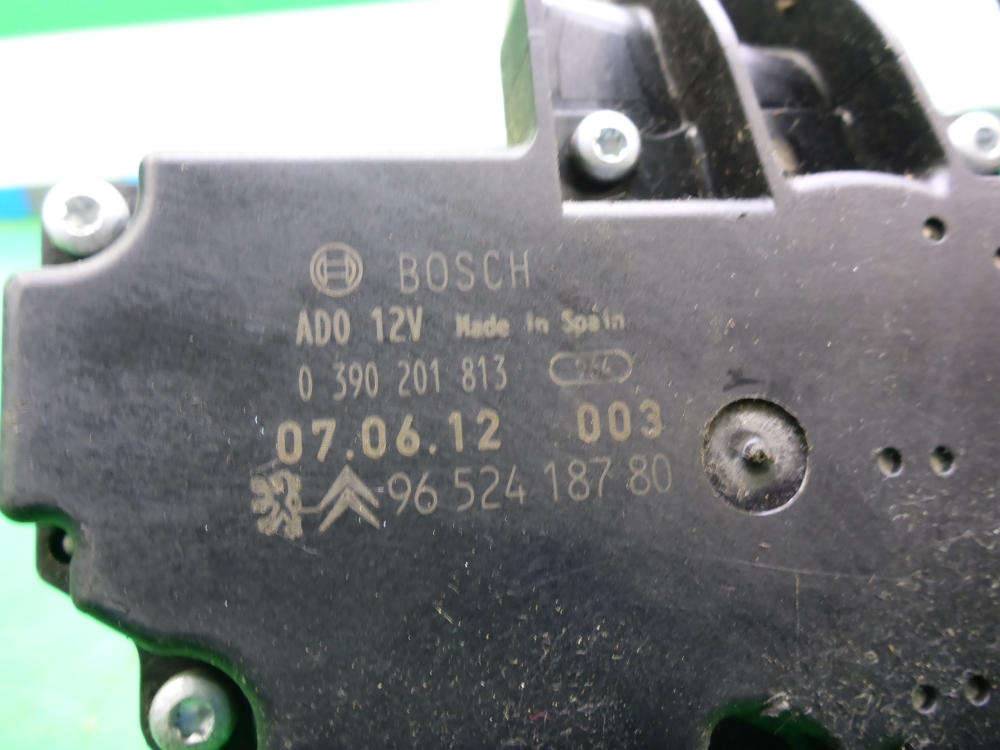 BOSCH
ADO 12V Made in Spain
0 390 201 813
07.06.12 003
96 524 187 80